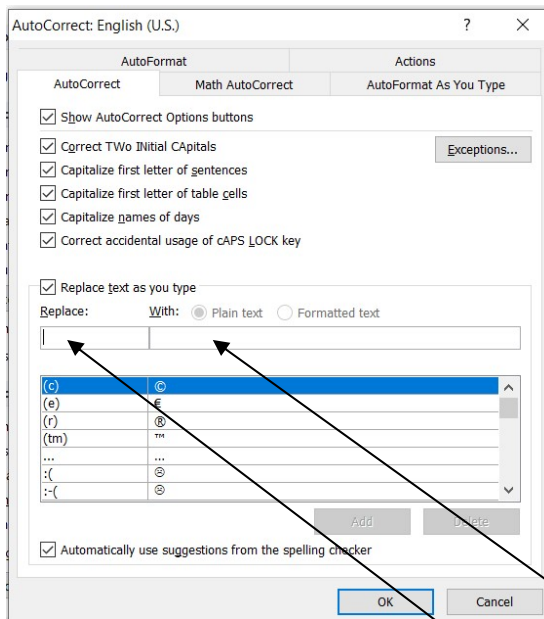 AutoCorrect: English (U.S.) ? ×
AutoFormat Actions
AutoCorrect Math AutoCorrect AutoFormat As You Type
Show AutoCorrect Options buttons
Correct TWo INitial CApitals
Exceptions...
Capitalize first letter of sentences
Capitalize first letter of table cells
Capitalize names of days
Correct accidental usage of cAPS LOCK key
Replace text as you type
Replace: With: Plain text Formatted text
(c) ©
(e) €
(r) ®
(tm) ™
... ...
:( ☹
:-( ☹
Add Delete
Automatically use suggestions from the spelling checker
OK Cancel